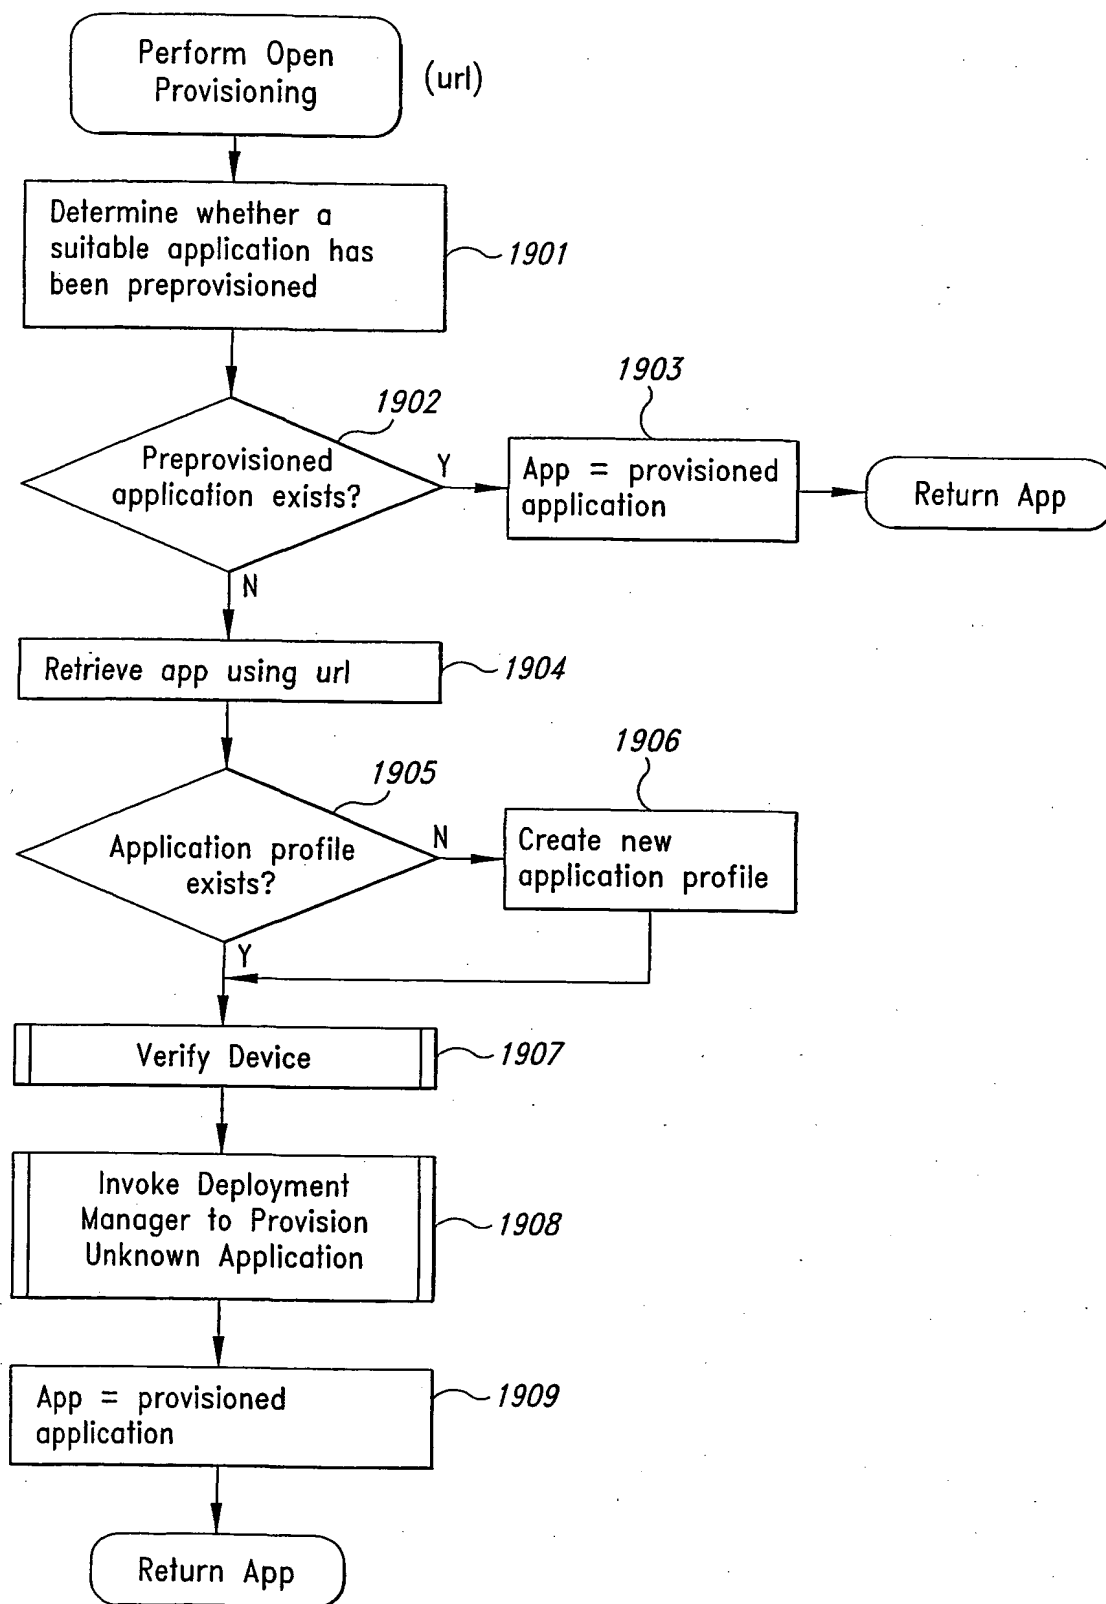 Perform Open
Provisioning
(url)
Determine whether a
suitable application has
been preprovisioned
1901
1902
Preprovisioned
application exists?
Y
N
1903
App = provisioned
application
Return App
Retrieve app using url
1904
1905
Application profile
exists?
N
Y
1906
Create new
application profile
Verify Device
1907
Invoke Deployment
Manager to Provision
Unknown Application
1908
App = provisioned
application
1909
Return App